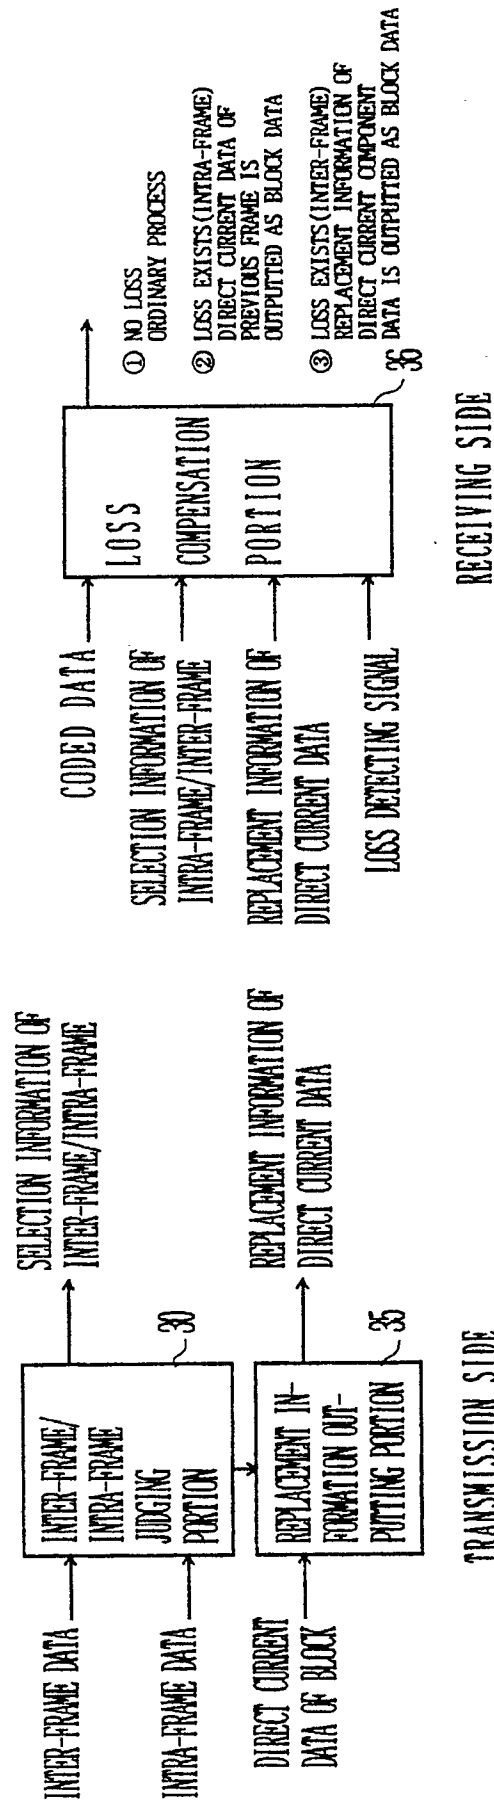 INTER-FRAME DATA
INTRA-FRAME DATA
DIRECT CURRENT
DATA OF BLOCK
INTER-FRAME/
INTRA-FRAME
JUDGING
PORTION
30
REPLACEMENT IN-
FORMATION OUT-
PUTTING PORTION
35
SELECTION INFORMATION OF
INTER-FRAME/INTRA-FRAME
REPLACEMENT INFORMATION OF
DIRECT CURRENT DATA
TRANSMISSION SIDE
CODED DATA
SELECTION INFORMATION OF
INTRA-FRAME/INTER-FRAME
REPLACEMENT INFORMATION OF
DIRECT CURRENT DATA
LOSS DETECTING SIGNAL
LOSS
COMPENSATION
PORTION
36
① NO LOSS
ORDINARY PROCESS
② LOSS EXISTS(INTRA-FRAME)
DIRECT CURRENT DATA OF
PREVIOUS FRAME IS
OUTPUTTED AS BLOCK DATA
③ LOSS EXISTS(INTER-FRAME)
REPLACEMENT INFORMATION OF
DIRECT CURRENT COMPONENT
DATA IS OUTPUTTED AS BLOCK DATA
RECEIVING SIDE